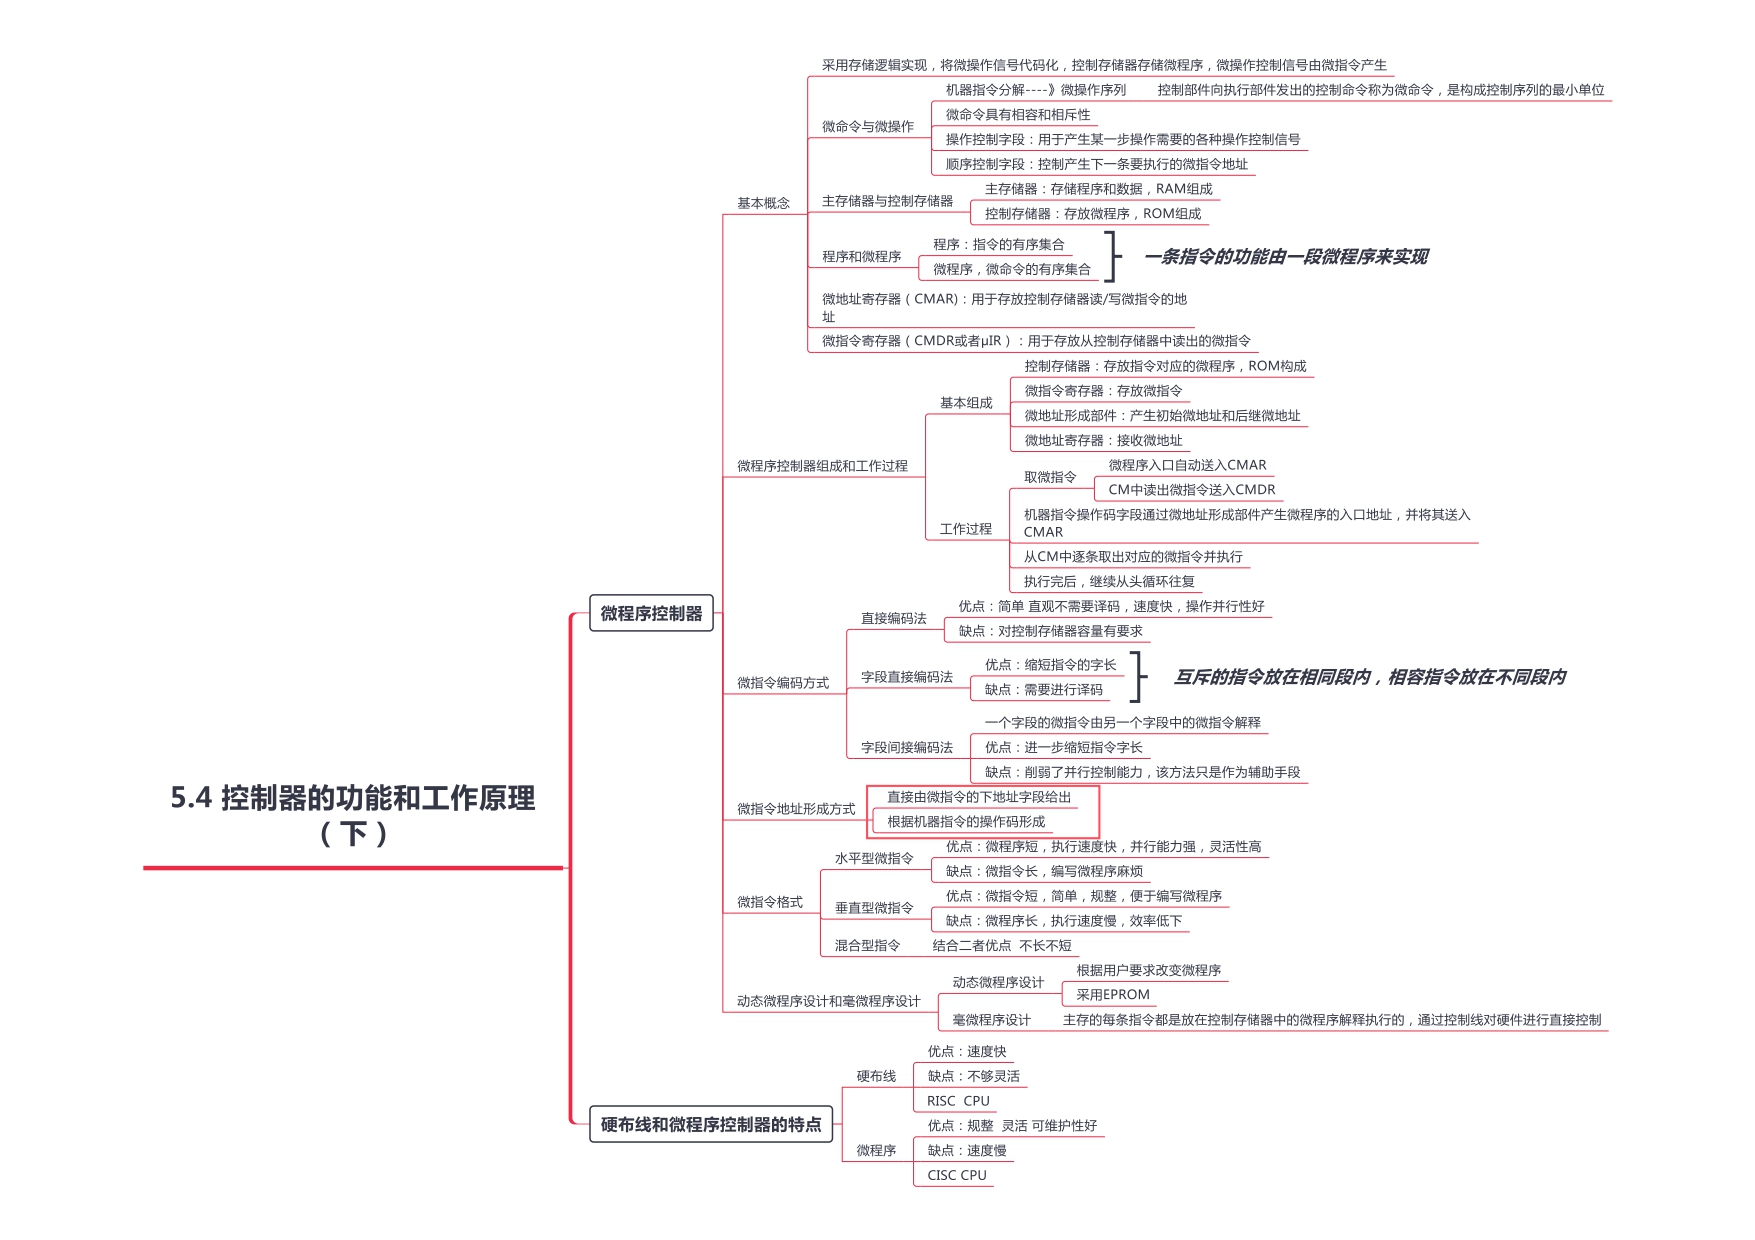 5.4 控制器的功能和工作原理
（下）
微程序控制器
基本概念
采用存储逻辑实现，将微操作信号代码化，控制存储器存储微程序，微操作控制信号由微指令产生
微命令与微操作
机器指令分解----》微操作序列
控制部件向执行部件发出的控制命令称为微命令，是构成控制序列的最小单位
微命令具有相容和相斥性
操作控制字段：用于产生某一步操作需要的各种操作控制信号
顺序控制字段：控制产生下一条要执行的微指令地址
主存储器与控制存储器
主存储器：存储程序和数据，RAM组成
控制存储器：存放微程序，ROM组成
程序和微程序
程序：指令的有序集合
微程序，微命令的有序集合
一条指令的功能由一段微程序来实现
微地址寄存器（CMAR)：用于存放控制存储器读/写微指令的地
址
微指令寄存器（CMDR或者μIR）：用于存放从控制存储器中读出的微指令
微程序控制器组成和工作过程
基本组成
控制存储器：存放指令对应的微程序，ROM构成
微指令寄存器：存放微指令
微地址形成部件：产生初始微地址和后继微地址
微地址寄存器：接收微地址
工作过程
取微指令
微程序入口自动送入CMAR
CM中读出微指令送入CMDR
机器指令操作码字段通过微地址形成部件产生微程序的入口地址，并将其送入
CMAR
从CM中逐条取出对应的微指令并执行
执行完后，继续从头循环往复
微指令编码方式
直接编码法
优点：简单 直观不需要译码，速度快，操作并行性好
缺点：对控制存储器容量有要求
字段直接编码法
优点：缩短指令的字长
缺点：需要进行译码
互斥的指令放在相同段内，相容指令放在不同段内
字段间接编码法
一个字段的微指令由另一个字段中的微指令解释
优点：进一步缩短指令字长
缺点：削弱了并行控制能力，该方法只是作为辅助手段
微指令地址形成方式
直接由微指令的下地址字段给出
根据机器指令的操作码形成
微指令格式
水平型微指令
优点：微程序短，执行速度快，并行能力强，灵活性高
缺点：微指令长，编写微程序麻烦
垂直型微指令
优点：微指令短，简单，规整，便于编写微程序
缺点：微程序长，执行速度慢，效率低下
混合型指令
结合二者优点 不长不短
动态微程序设计和毫微程序设计
动态微程序设计
根据用户要求改变微程序
采用EPROM
毫微程序设计
主存的每条指令都是放在控制存储器中的微程序解释执行的，通过控制线对硬件进行直接控制
硬布线和微程序控制器的特点
硬布线
优点：速度快
缺点：不够灵活
RISC CPU
微程序
优点：规整 灵活 可维护性好
缺点：速度慢
CISC CPU